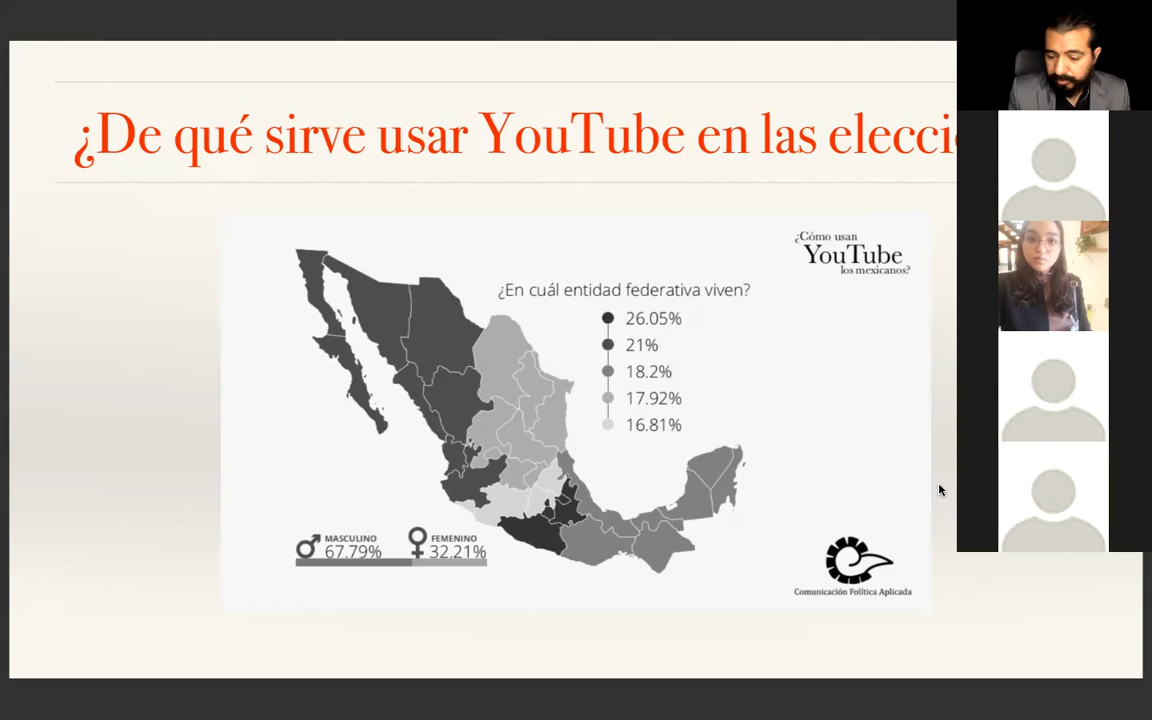 ¿De qué sirve usar YouTube en las elecci
¿Cómo usan
YouTube
los mexicanos?
¿En cuál entidad federativa viven?
26.05%
21%
18.2%
17.92%
16.81%
MASCULINO
67.79%
FEMENINO
32.21%
Comunicación Política Aplicada